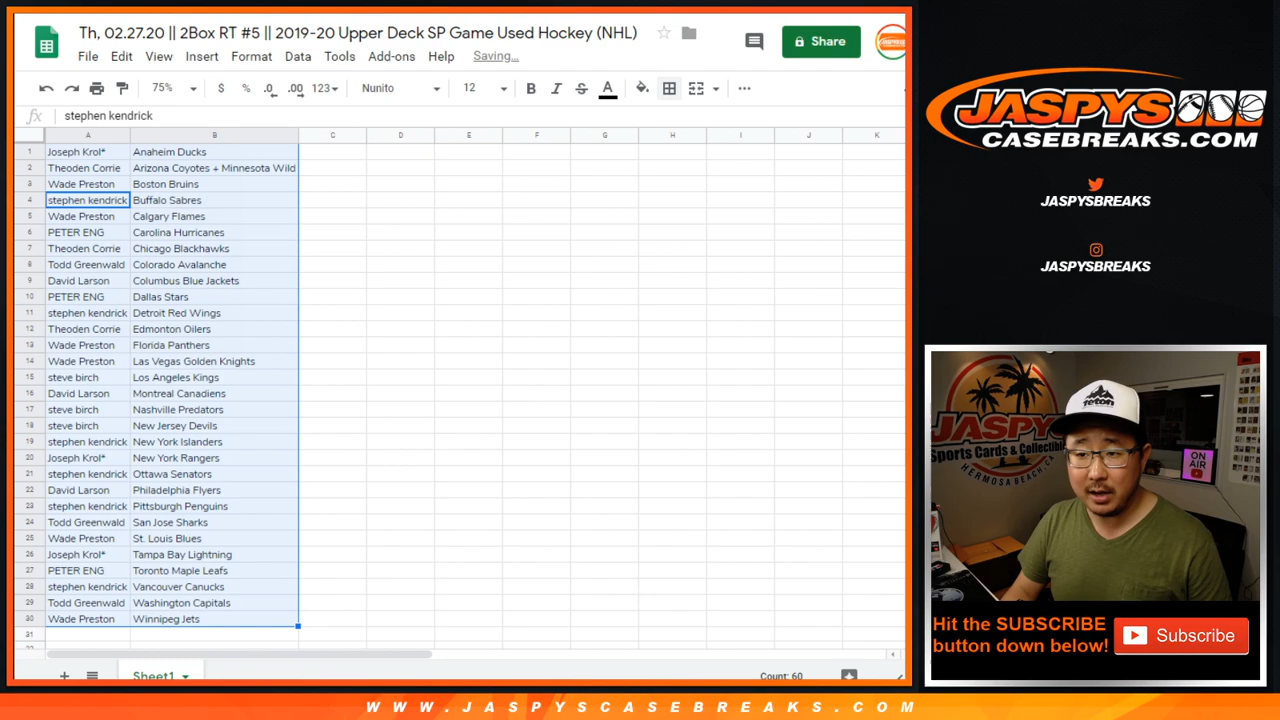 Th, 02.27.20 || 2Box RT #5 || 2019-20 Upper Deck SP Game Used Hockey (NHL)
File Edit View Insert Format Data Tools Add-ons Help Saving...
Share
75% $ % .0 .00 123 Nunito 12 B I S A
fx stephen kendrick
A B C D E F G H I J K
1 Joseph Krol* Anaheim Ducks
2 Theoden Corrie Arizona Coyotes + Minnesota Wild
3 Wade Preston Boston Bruins
4 stephen kendrick Buffalo Sabres
5 Wade Preston Calgary Flames
6 PETER ENG Carolina Hurricanes
7 Theoden Corrie Chicago Blackhawks
8 Todd Greenwald Colorado Avalanche
9 David Larson Columbus Blue Jackets
10 PETER ENG Dallas Stars
11 stephen kendrick Detroit Red Wings
12 Theoden Corrie Edmonton Oilers
13 Wade Preston Florida Panthers
14 Wade Preston Las Vegas Golden Knights
15 steve birch Los Angeles Kings
16 David Larson Montreal Canadiens
17 steve birch Nashville Predators
18 steve birch New Jersey Devils
19 stephen kendrick New York Islanders
20 Joseph Krol* New York Rangers
21 stephen kendrick Ottawa Senators
22 David Larson Philadelphia Flyers
23 stephen kendrick Pittsburgh Penguins
24 Todd Greenwald San Jose Sharks
25 Wade Preston St. Louis Blues
26 Joseph Krol* Tampa Bay Lightning
27 PETER ENG Toronto Maple Leafs
28 stephen kendrick Vancouver Canucks
29 Todd Greenwald Washington Capitals
30 Wade Preston Winnipeg Jets
31
Sheet1
Count: 60
JASPYS
CASEBREAKS.COM
JASPYSBREAKS
JASPYSBREAKS
JASPYS
Sports Cards & Collectibles
HERMOSA BEACH, CA
Teton
ON
AIR
Hit the SUBSCRIBE
button down below!
Subscribe
WWW.JASPYSCASEBREAKS.COM